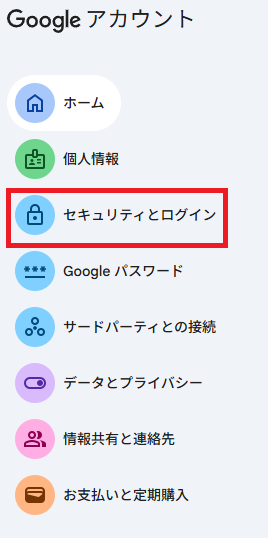 Google アカウント
ホーム
個人情報
セキュリティとログイン
Google パスワード
サードパーティとの接続
データとプライバシー
情報共有と連絡先
お支払いと定期購入